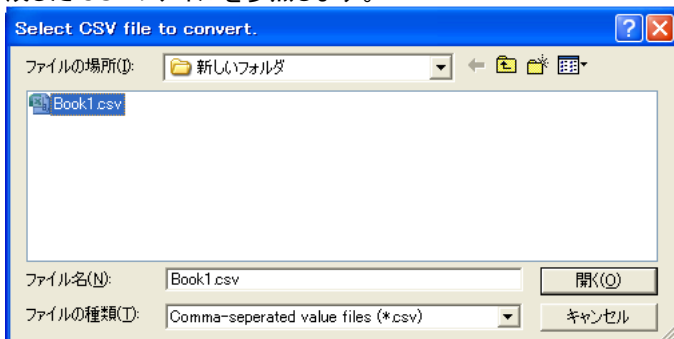 Select CSV file to convert.
ファイルの場所(I):
新しいフォルダ
Book1.csv
ファイル名(N):
Book1.csv
開く(O)
ファイルの種類(T):
Comma-seperated value files (*.csv)
キャンセル